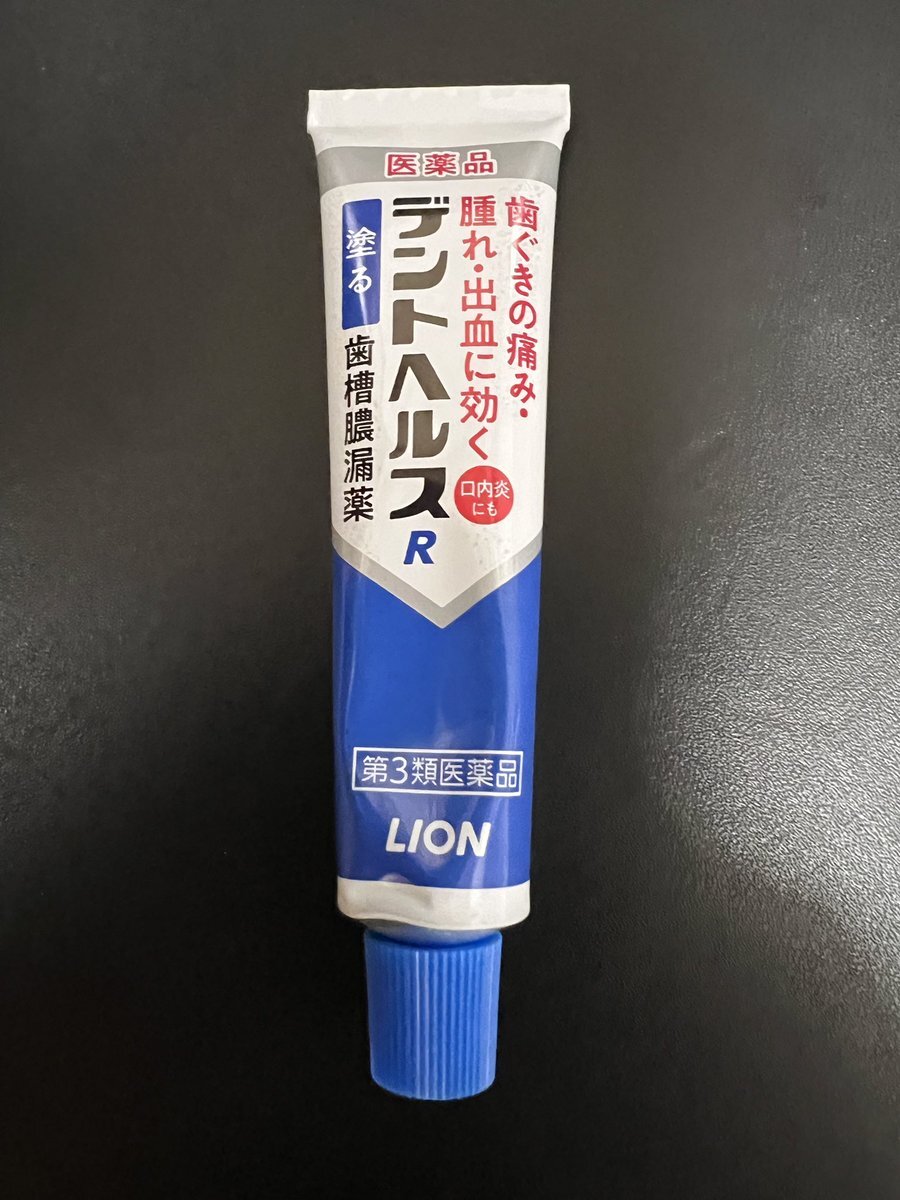 医薬品
歯ぐきの痛み・
腫れ・出血に効く
口内炎
にも
デントヘルス
R
塗る
歯槽膿漏薬
第3類医薬品
LION